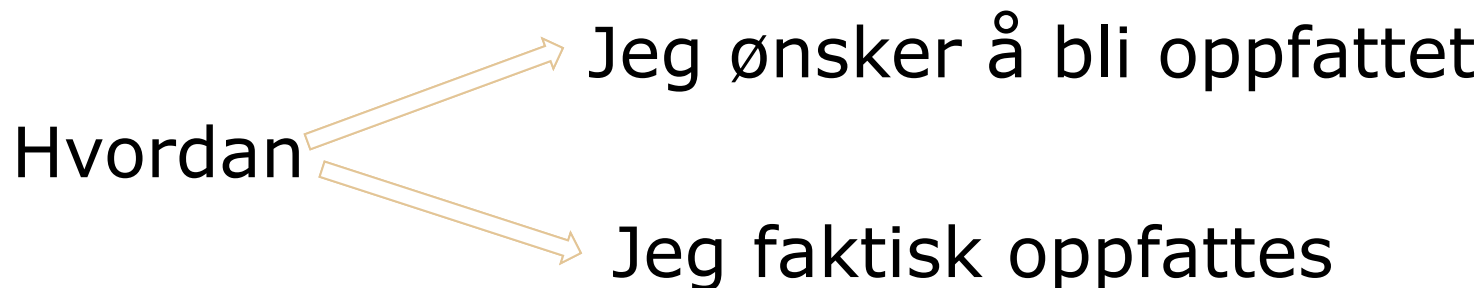 Jeg ønsker å bli oppfattet
Hvordan
Jeg faktisk oppfattes